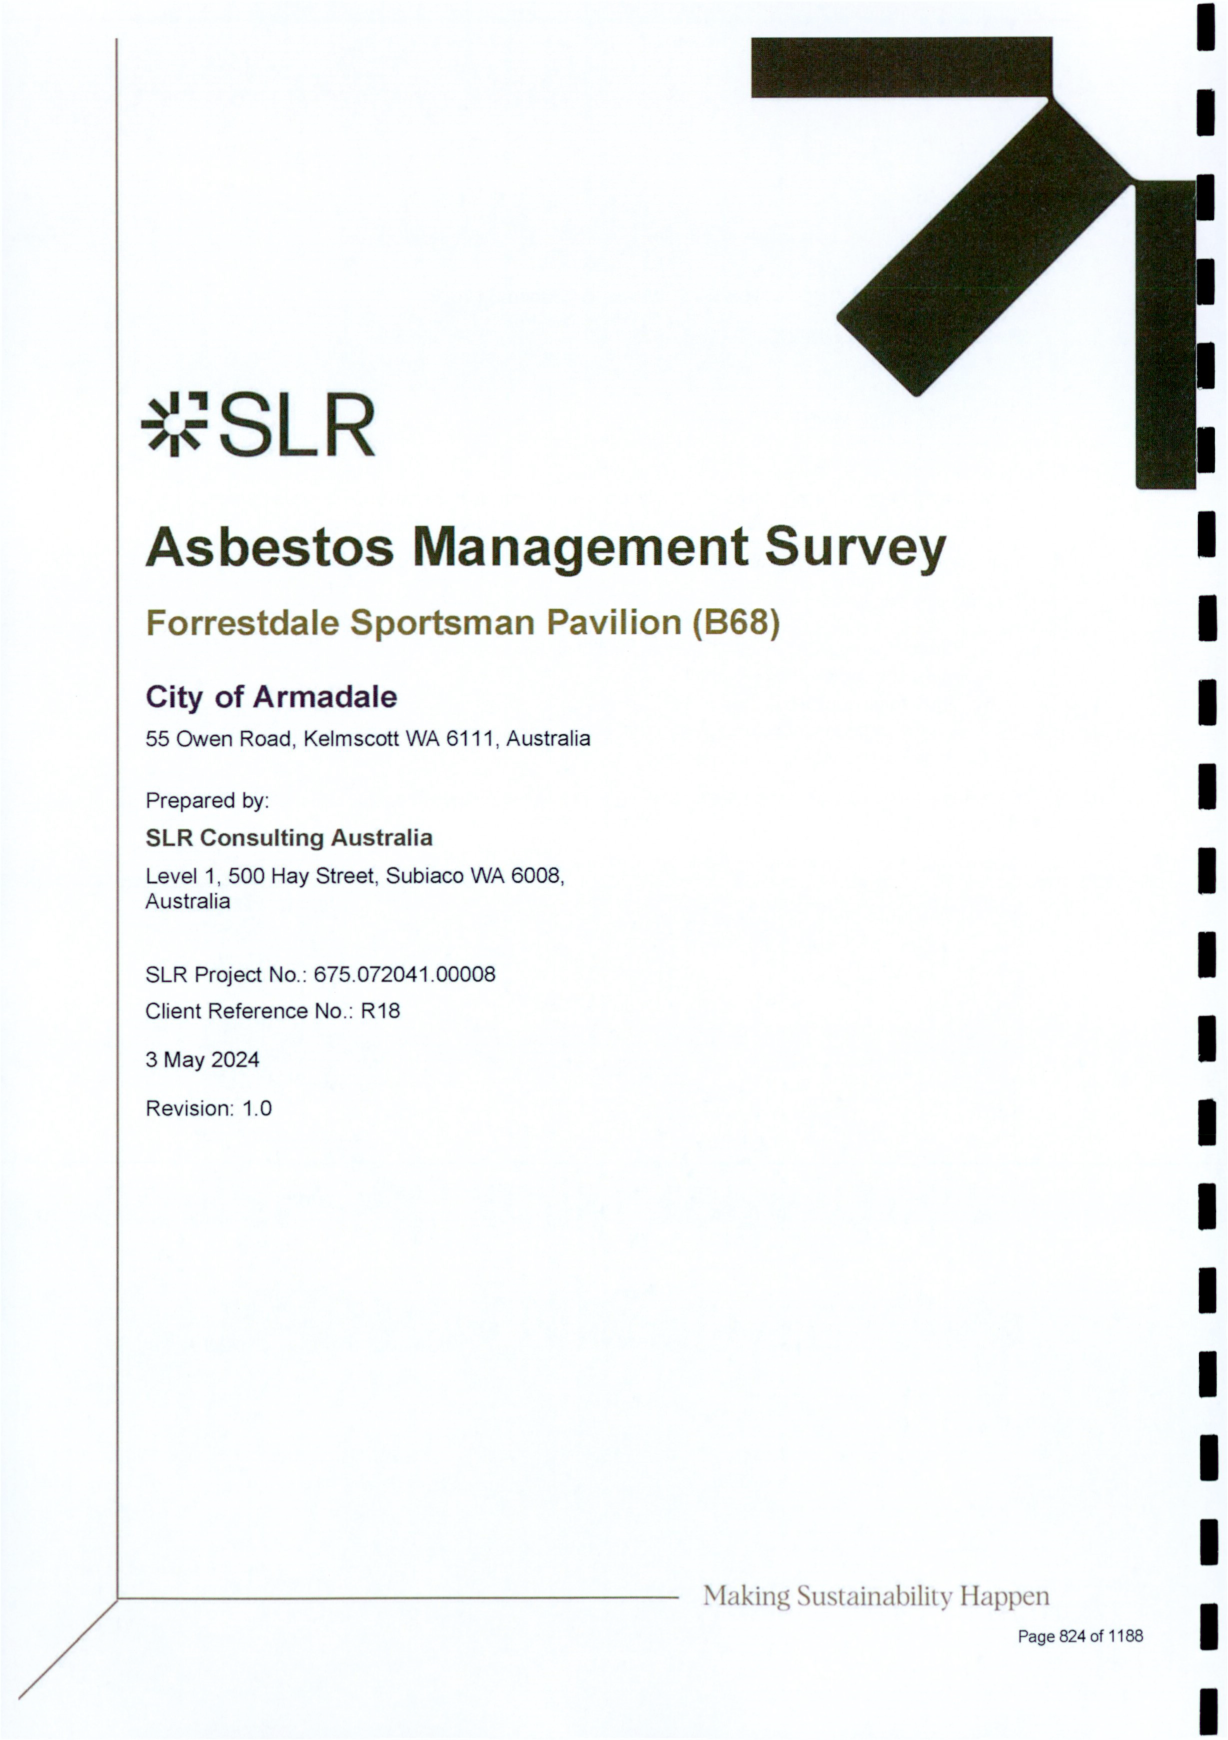 SLR
Asbestos Management Survey
Forrestdale Sportsman Pavilion (B68)
City of Armadale
55 Owen Road, Kelmscott WA 6111, Australia
Prepared by:
SLR Consulting Australia
Level 1, 500 Hay Street, Subiaco WA 6008,
Australia
SLR Project No.: 675.072041.00008
Client Reference No.: R18
3 May 2024
Revision: 1.0
Making Sustainability Happen
Page 824 of 1188